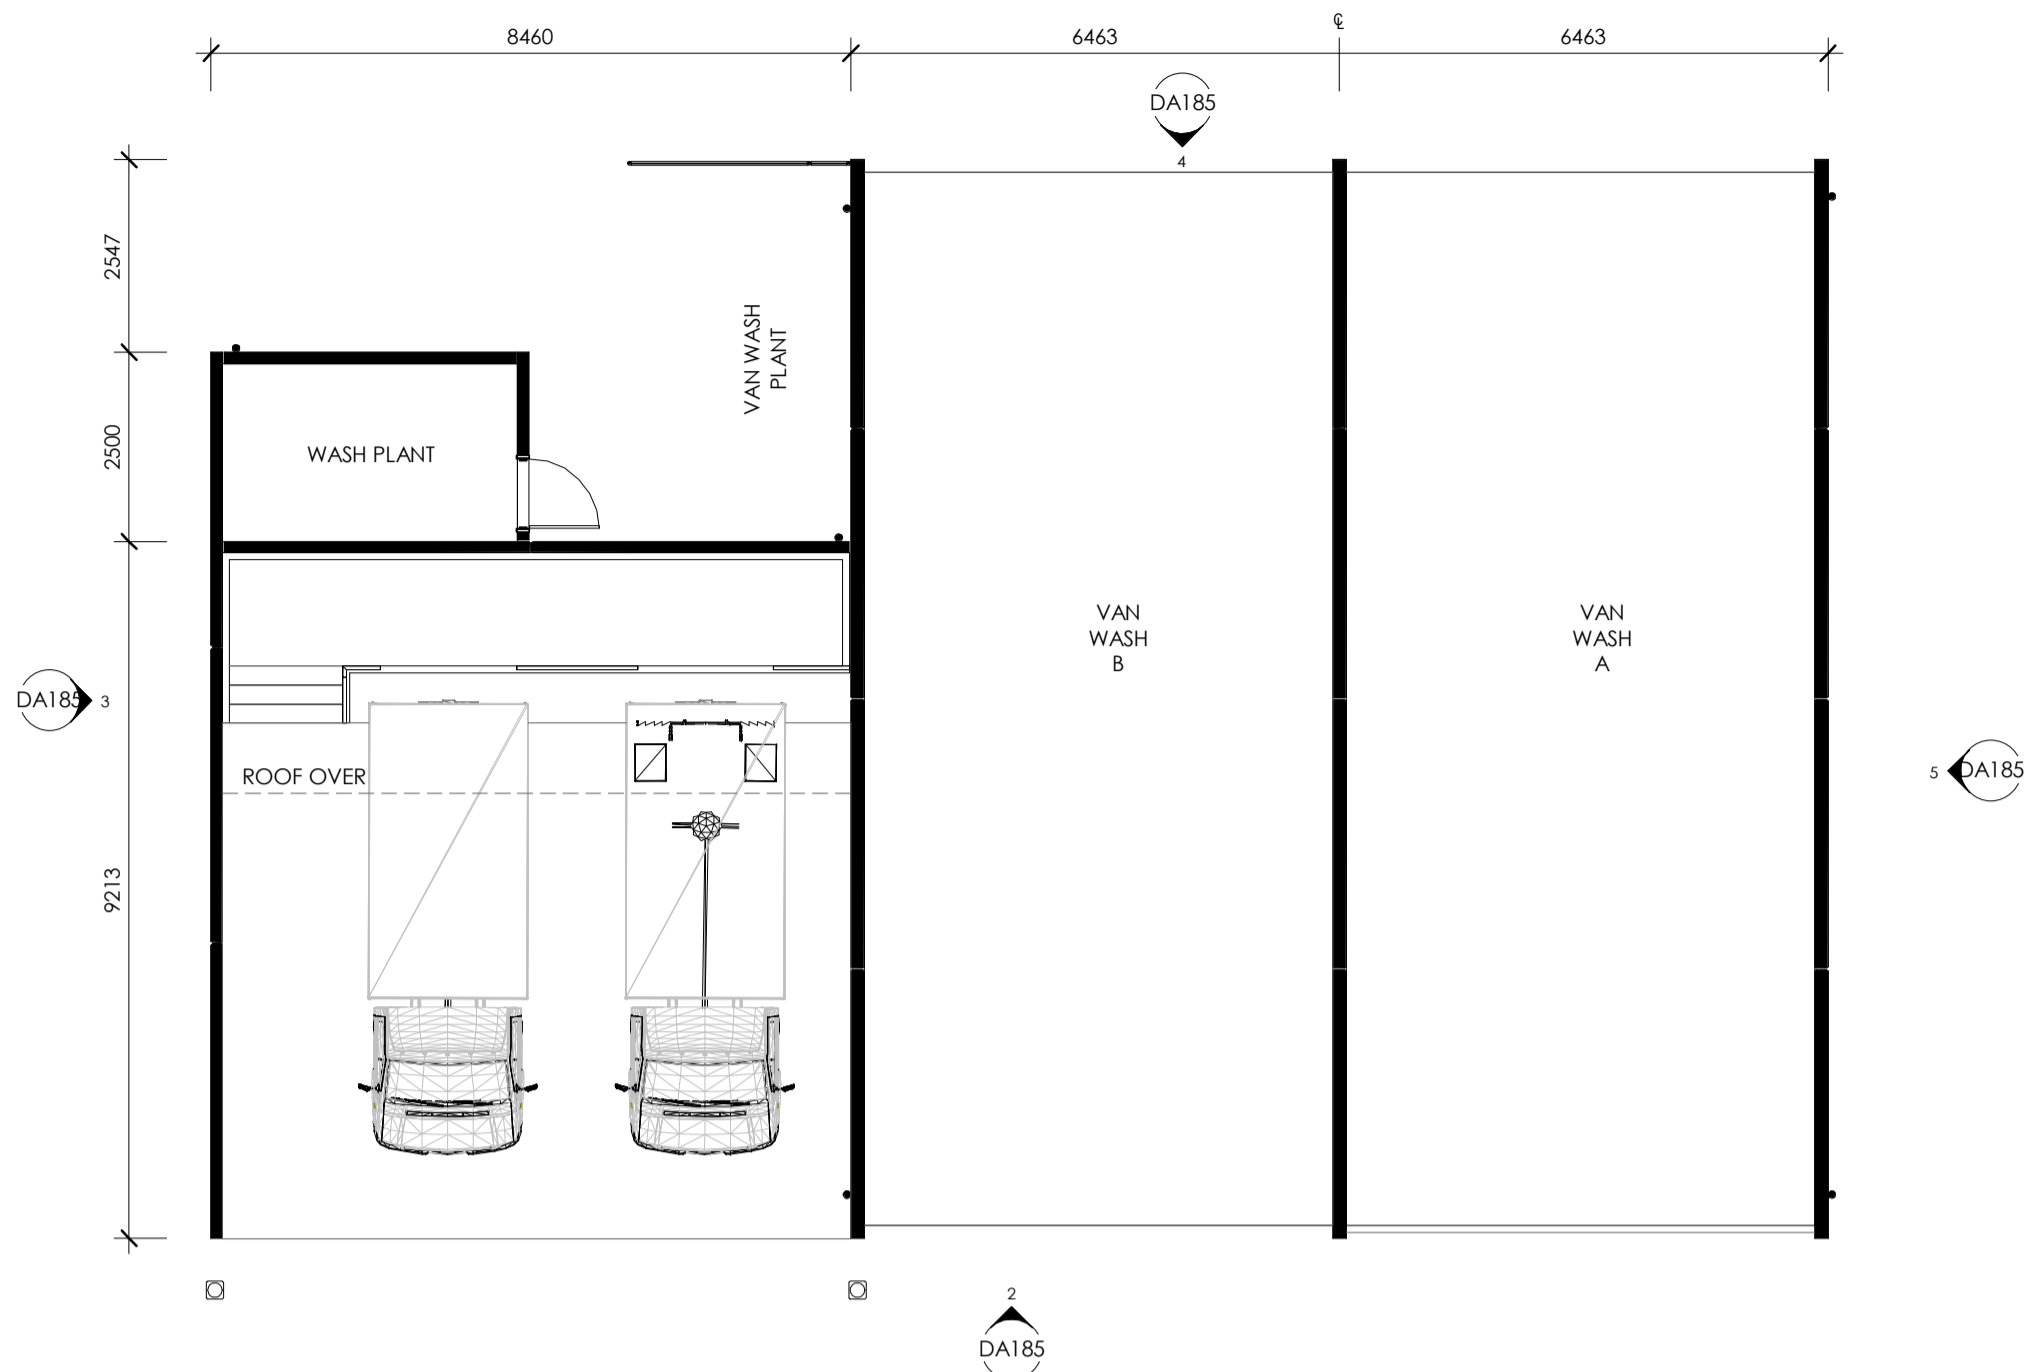 8460
6463
℄
6463
DA185
4
2547
VAN WASH
PLANT
2500
WASH PLANT
VAN
WASH
B
VAN
WASH
A
DA185
3
ROOF OVER
5
DA185
9213
2
DA185